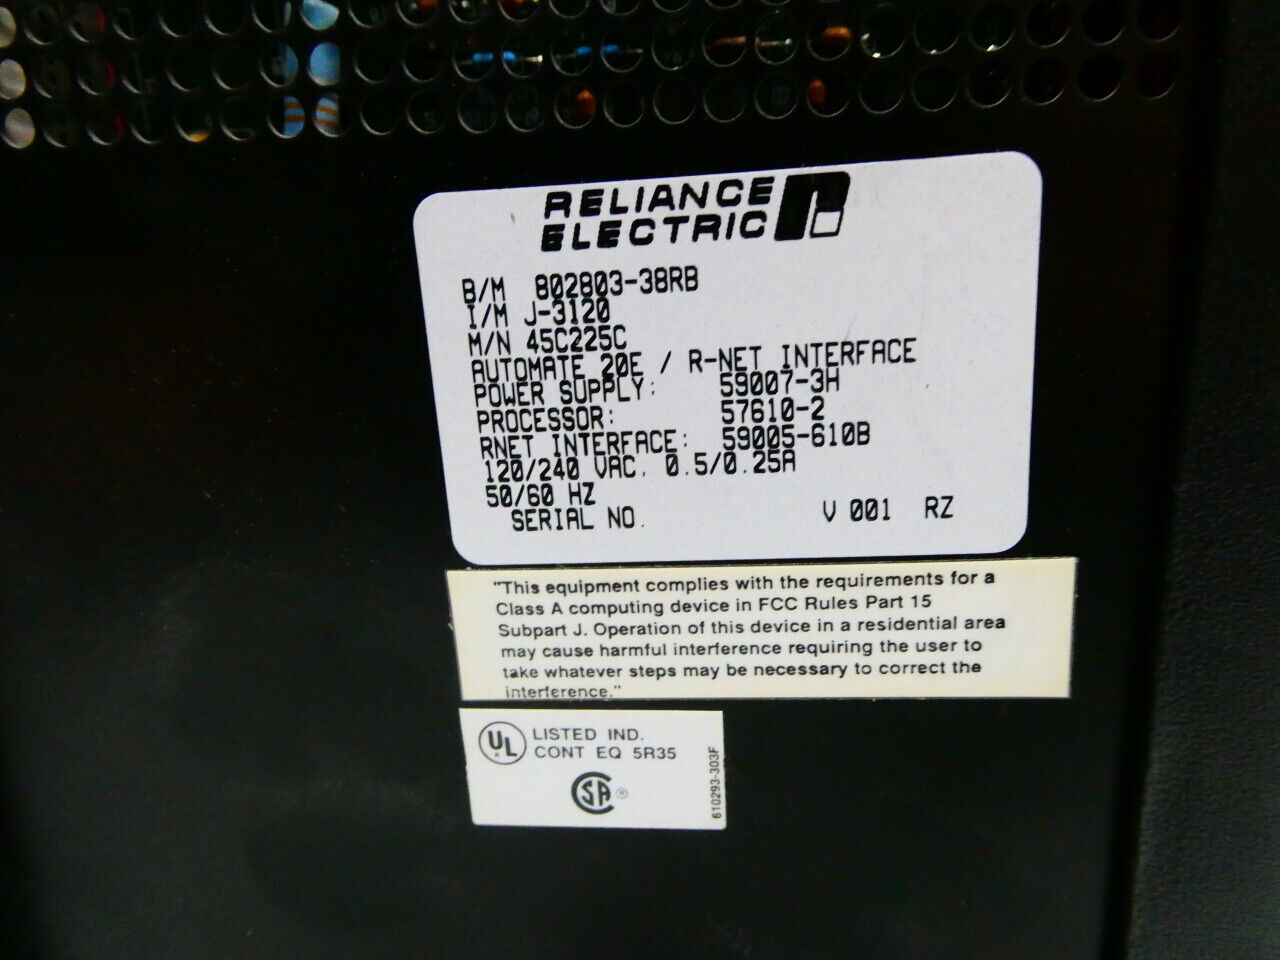 RELIANCE
ELECTRIC
B/M 802803-38RB
I/M J-3120
M/N 45C225C
AUTOMATE 20E / R-NET INTERFACE
POWER SUPPLY: 59007-3H
PROCESSOR: 57610-2
RNET INTERFACE: 59005-610B
120/240 VAC. 0.5/0.25A
50/60 HZ
SERIAL NO. V 001 RZ
"This equipment complies with the requirements for a
Class A computing device in FCC Rules Part 15
Subpart J. Operation of this device in a residential area
may cause harmful interference requiring the user to
take whatever steps may be necessary to correct the
interference."
UL ® LISTED IND.
CONT EQ 5R35
SA ®
610293-303F